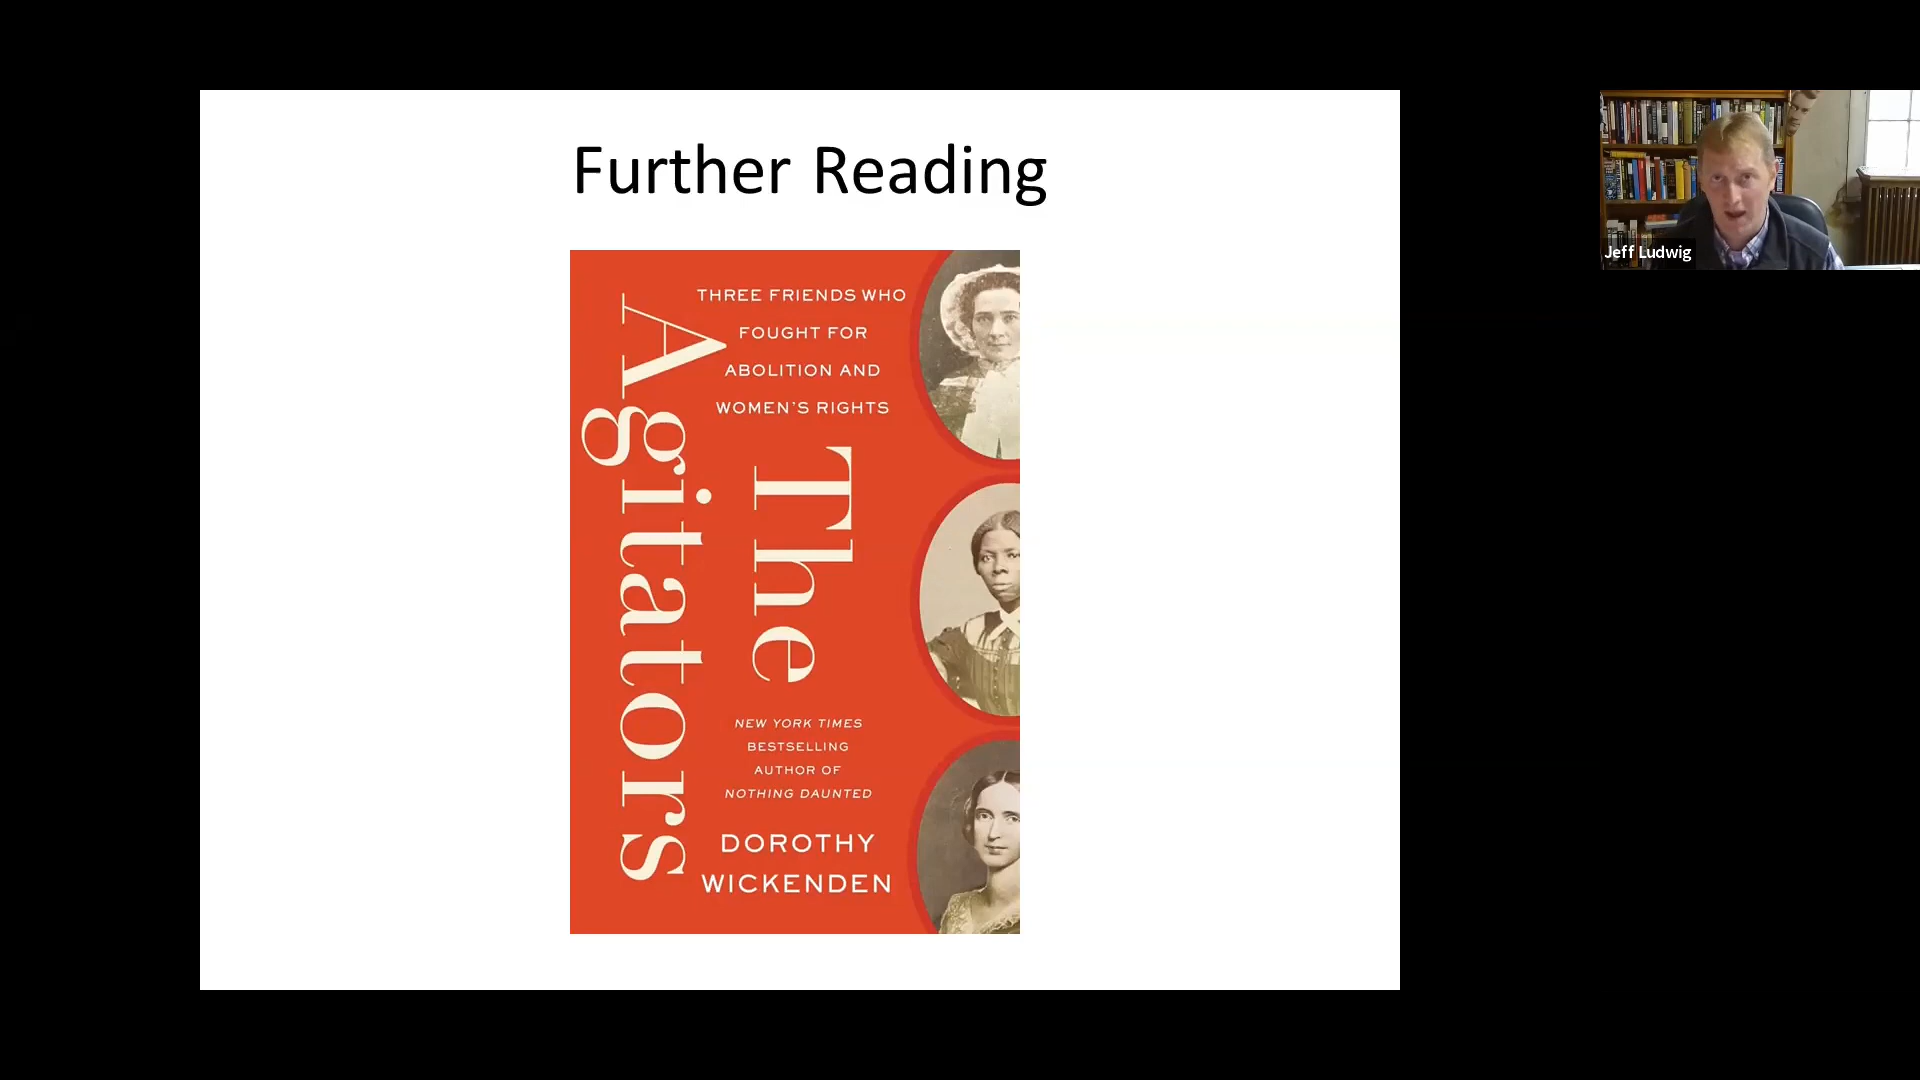 Further Reading
THREE FRIENDS WHO
FOUGHT FOR
ABOLITION AND
WOMEN'S RIGHTS
The
Agitators
NEW YORK TIMES
BESTSELLING
AUTHOR OF
NOTHING DAUNTED
DOROTHY
WICKENDEN
Jeff Ludwig